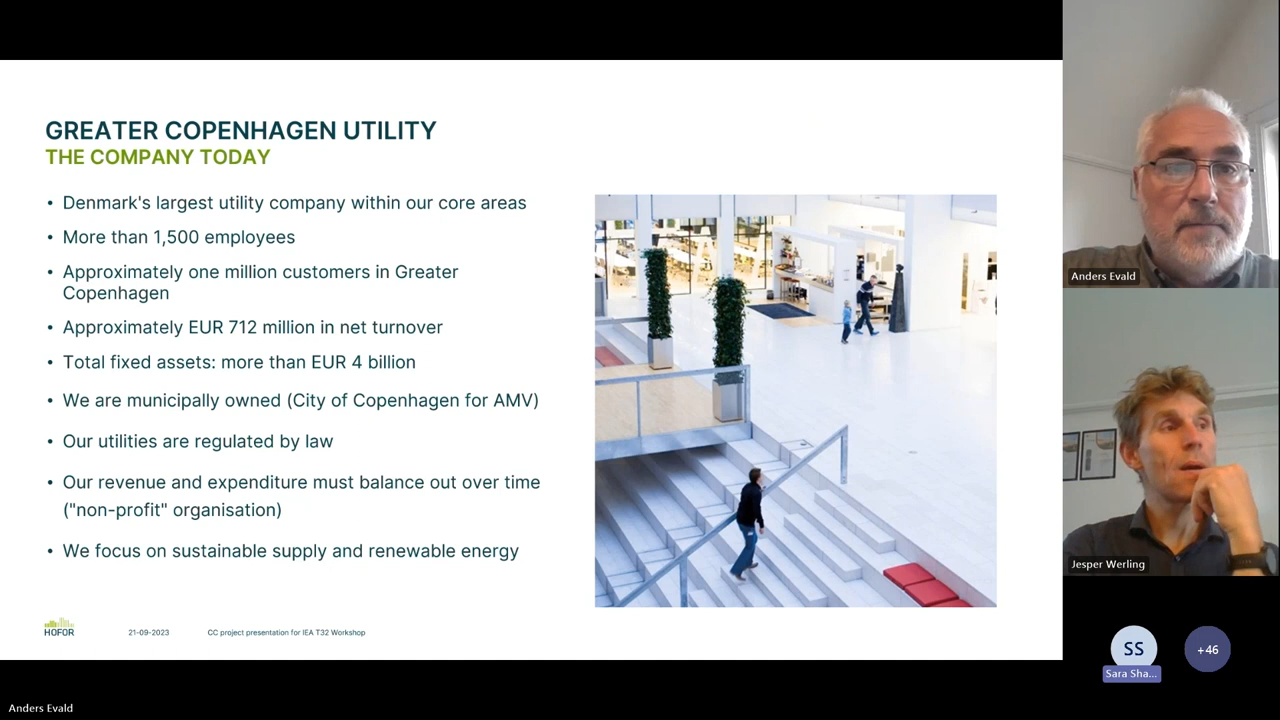 GREATER COPENHAGEN UTILITY
THE COMPANY TODAY
• Denmark's largest utility company within our core areas
• More than 1,500 employees
• Approximately one million customers in Greater
Copenhagen
• Approximately EUR 712 million in net turnover
• Total fixed assets: more than EUR 4 billion
• We are municipally owned (City of Copenhagen for AMV)
• Our utilities are regulated by law
• Our revenue and expenditure must balance out over time
("non-profit" organisation)
• We focus on sustainable supply and renewable energy
HOFOR
21-09-2023
CC project presentation for IEA T32 Workshop
Anders Evald
Jesper Werling
SS
Sara Sha...
+46
Anders Evald